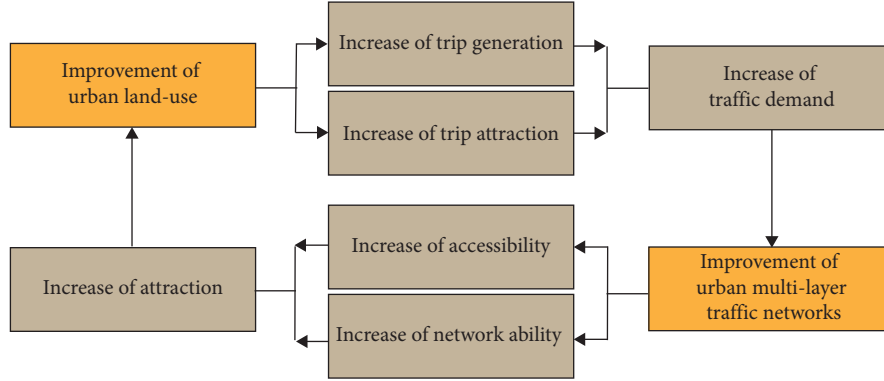 Improvement of
urban land-use
Increase of trip generation
Increase of trip attraction
Increase of
traffic demand
Increase of attraction
Increase of accessibility
Increase of network ability
Improvement of
urban multi-layer
traffic networks